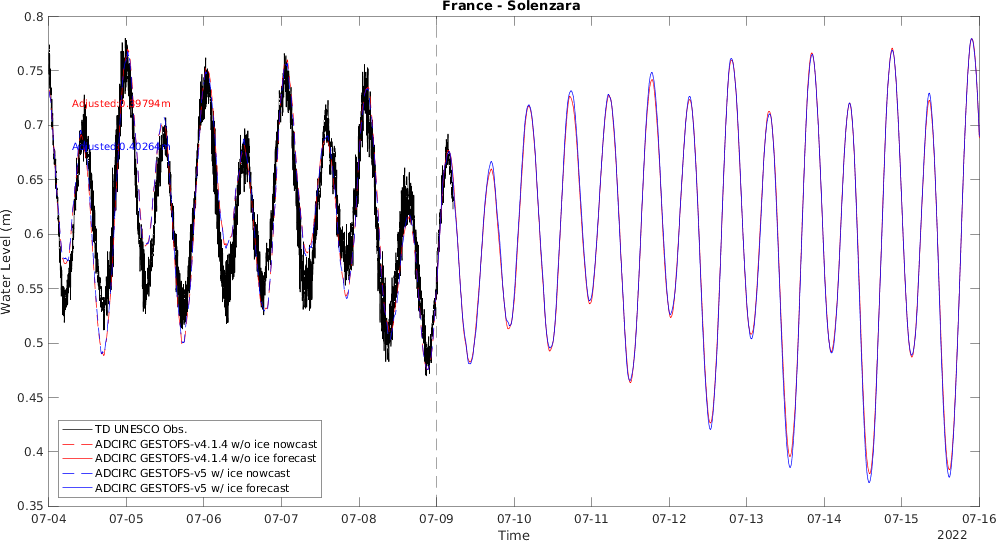 France - Solenzara
0.8
0.75
0.7
0.65
0.6
0.55
0.5
0.45
0.4
0.35
Water Level (m)
Adjusted:0.39794m
Adjusted:0.40264m
TD UNESCO Obs.
ADCIRC GESTOFS-v4.1.4 w/o ice nowcast
ADCIRC GESTOFS-v4.1.4 w/o ice forecast
ADCIRC GESTOFS-v5 w/ ice nowcast
ADCIRC GESTOFS-v5 w/ ice forecast
07-04 07-05 07-06 07-07 07-08 07-09 07-10 07-11 07-12 07-13 07-14 07-15 07-16
Time
2022